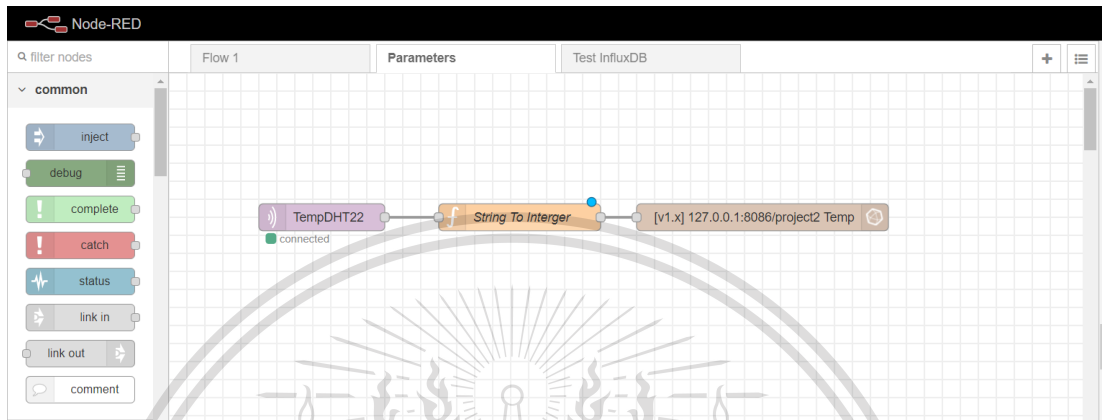 Node-RED
filter nodes
Flow 1
Parameters
Test InfluxDB
common
inject
debug
complete
catch
status
link in
link out
comment
TempDHT22
connected
String To Interger
[v1.x] 127.0.0.1:8086/project2 Temp